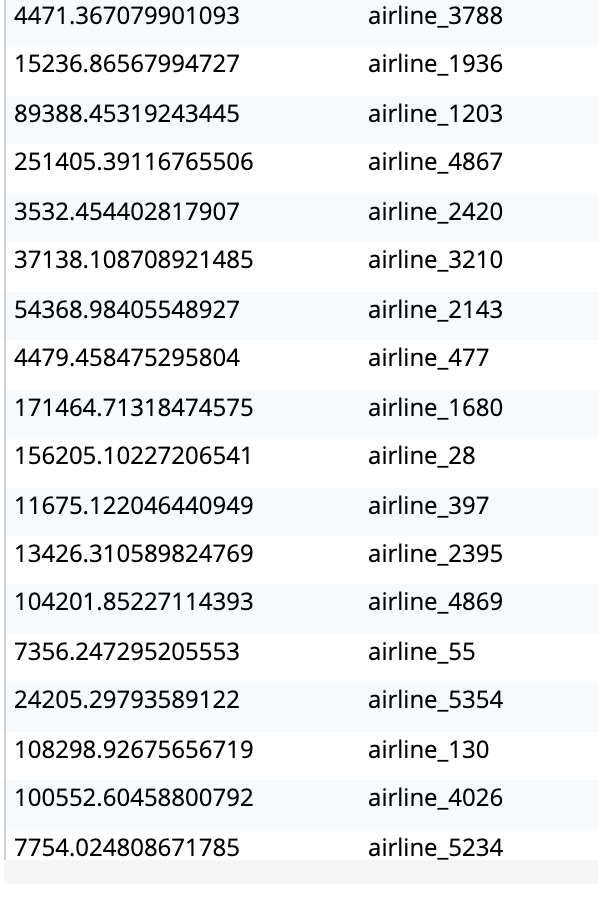 4471.367079901093 airline_3788
15236.86567994727 airline_1936
89388.45319243445 airline_1203
251405.39116765506 airline_4867
3532.454402817907 airline_2420
37138.108708921485 airline_3210
54368.98405548927 airline_2143
4479.458475295804 airline_477
171464.71318474575 airline_1680
156205.10227206541 airline_28
11675.122046440949 airline_397
13426.310589824769 airline_2395
104201.85227114393 airline_4869
7356.247295205553 airline_55
24205.29793589122 airline_5354
108298.92675656719 airline_130
100552.60458800792 airline_4026
7754.024808671785 airline_5234